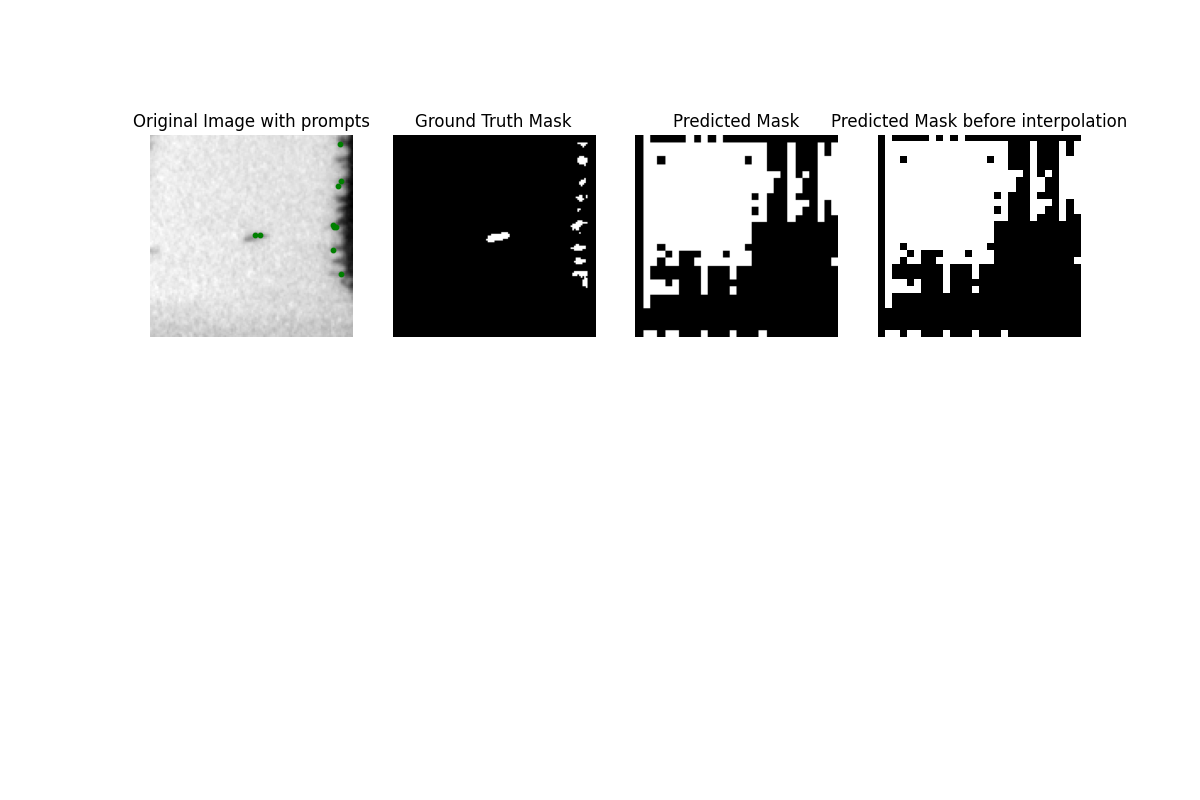 Original Image with prompts
Ground Truth Mask
Predicted Mask
Predicted Mask before interpolation